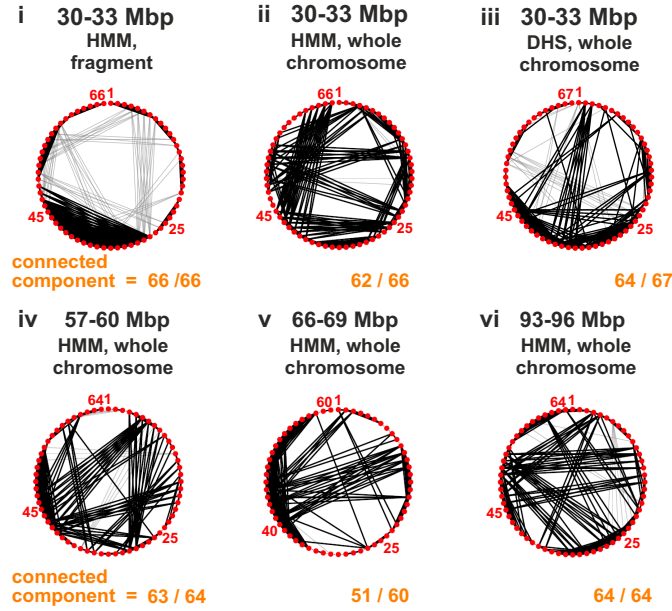 i 30-33 Mbp
HMM,
fragment
66 1
45
25
connected
component = 66 /66
ii 30-33 Mbp
HMM, whole
chromosome
66 1
45
25
62 / 66
iii 30-33 Mbp
DHS, whole
chromosome
67 1
45
25
64 / 67
iv 57-60 Mbp
HMM, whole
chromosome
64 1
45
25
connected
component = 63 / 64
v 66-69 Mbp
HMM, whole
chromosome
60 1
40
25
51 / 60
vi 93-96 Mbp
HMM, whole
chromosome
64 1
45
25
64 / 64